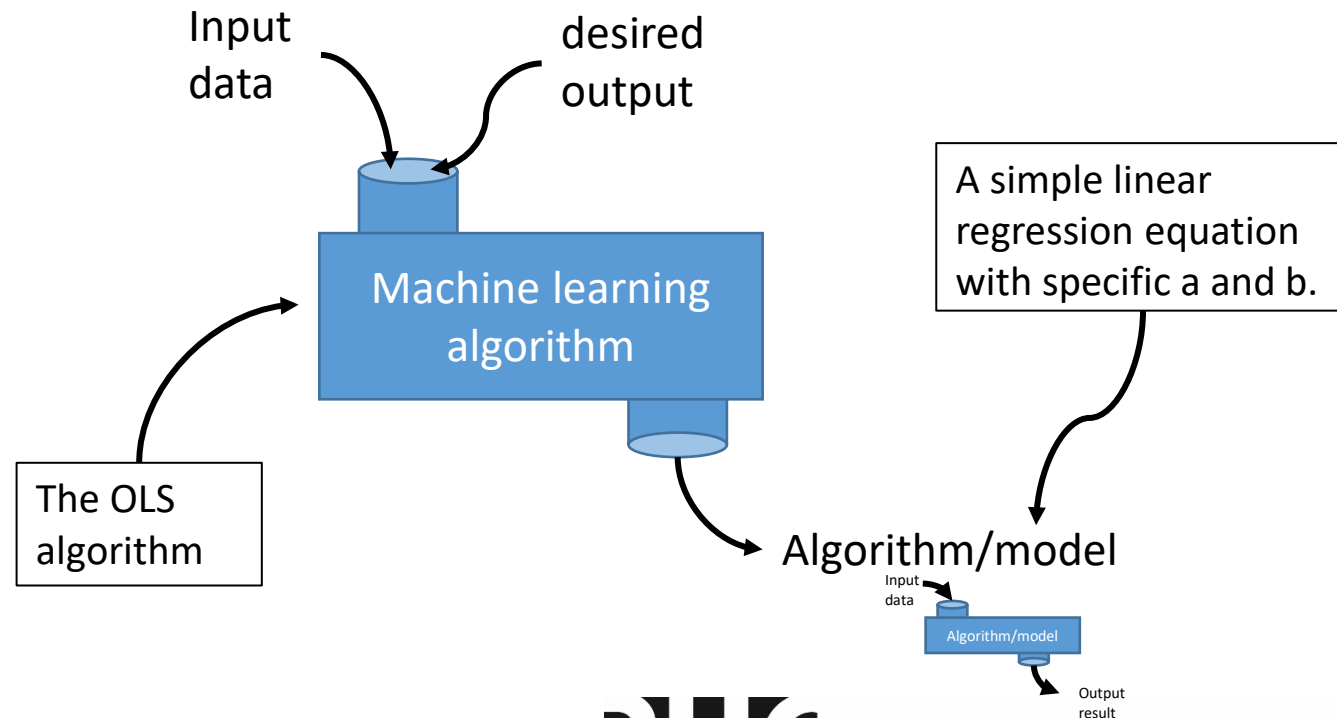 Input
data
desired
output
A simple linear
regression equation
with specific a and b.
Machine learning
algorithm
The OLS
algorithm
Algorithm/model
Input
data
Algorithm/model
Output
result